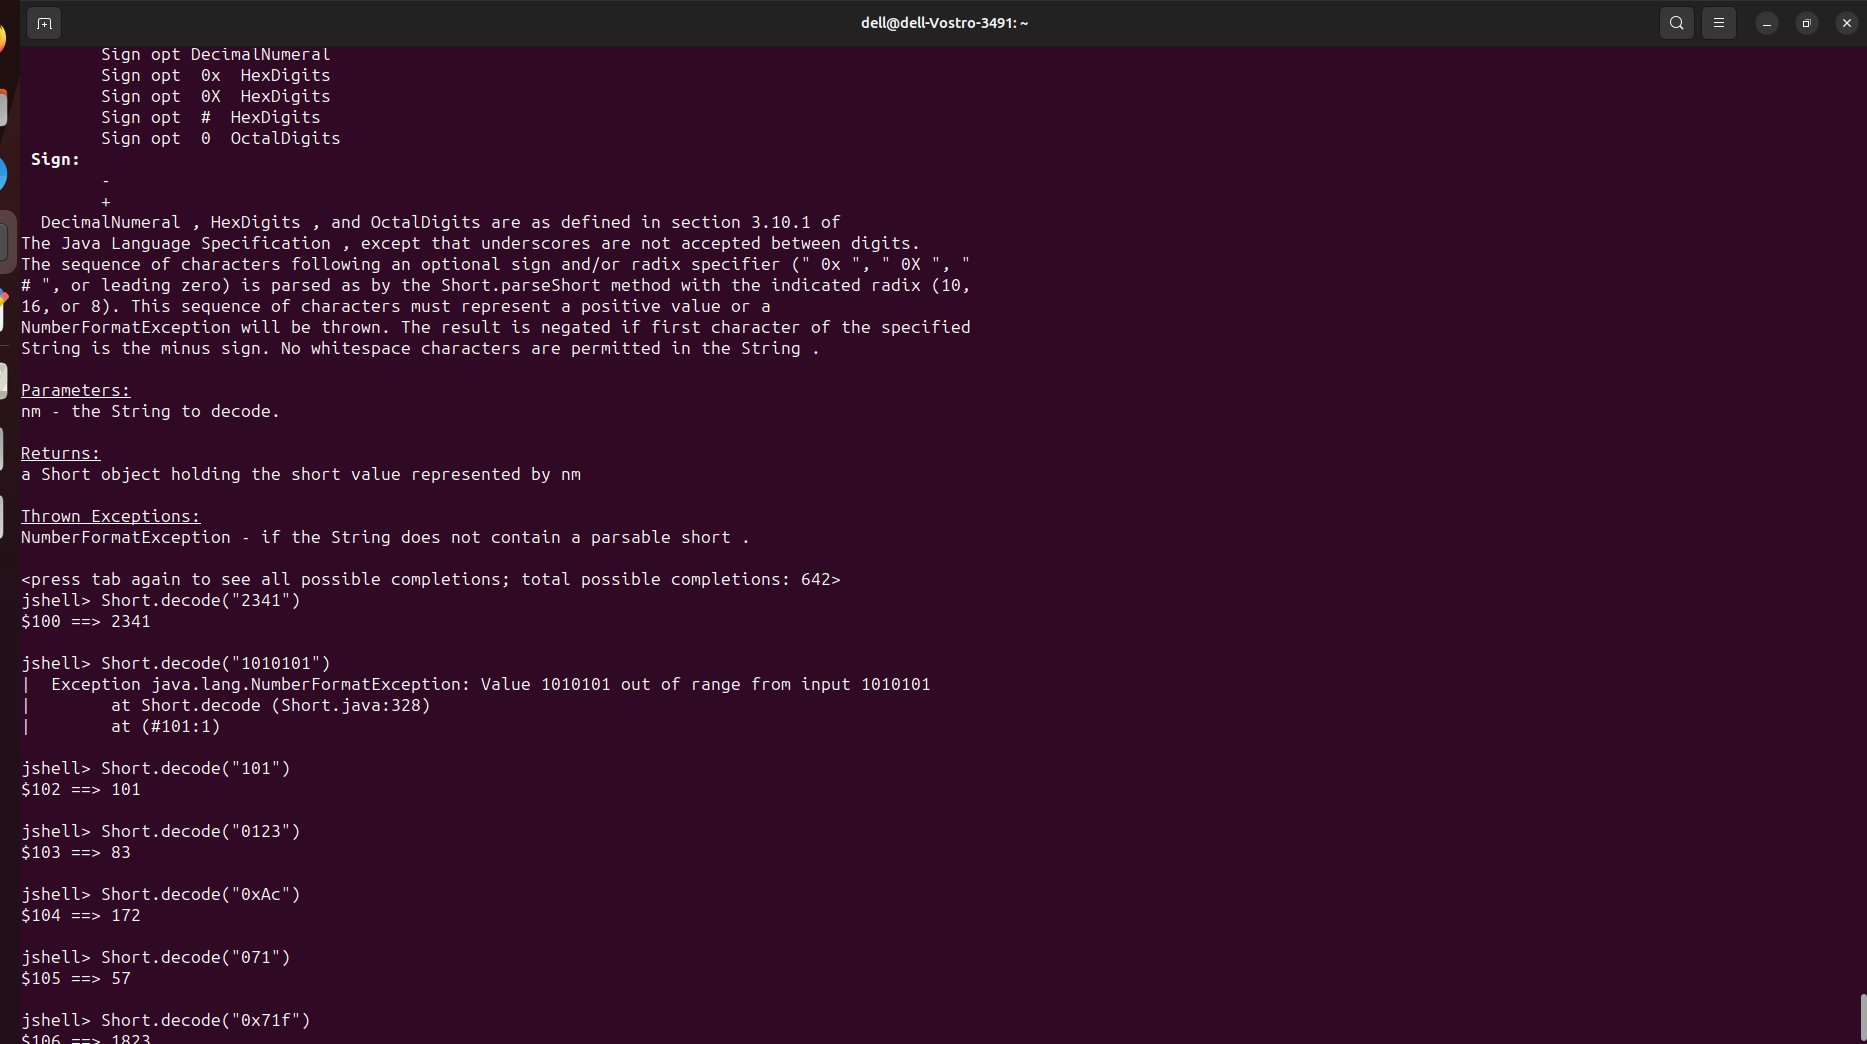 dell@dell-Vostro-3491: ~
Sign opt DecimalNumeral
Sign opt  0x  HexDigits
Sign opt  0X  HexDigits
Sign opt  #  HexDigits
Sign opt  0  OctalDigits
Sign:
-
+
DecimalNumeral , HexDigits , and OctalDigits are as defined in section 3.10.1 of
The Java Language Specification , except that underscores are not accepted between digits.
The sequence of characters following an optional sign and/or radix specifier (" 0x ", " 0X ", "
# ", or leading zero) is parsed as by the Short.parseShort method with the indicated radix (10,
16, or 8). This sequence of characters must represent a positive value or a
NumberFormatException will be thrown. The result is negated if first character of the specified
String is the minus sign. No whitespace characters are permitted in the String .
Parameters:
nm - the String to decode.
Returns:
a Short object holding the short value represented by nm
Thrown Exceptions:
NumberFormatException - if the String does not contain a parsable short .
<press tab again to see all possible completions; total possible completions: 642>
jshell> Short.decode("2341")
$100 ==> 2341
jshell> Short.decode("1010101")
|  Exception java.lang.NumberFormatException: Value 1010101 out of range from input 1010101
|        at Short.decode (Short.java:328)
|        at (#101:1)
jshell> Short.decode("101")
$102 ==> 101
jshell> Short.decode("0123")
$103 ==> 83
jshell> Short.decode("0xAc")
$104 ==> 172
jshell> Short.decode("071")
$105 ==> 57
jshell> Short.decode("0x71f")
$106 ==> 1823